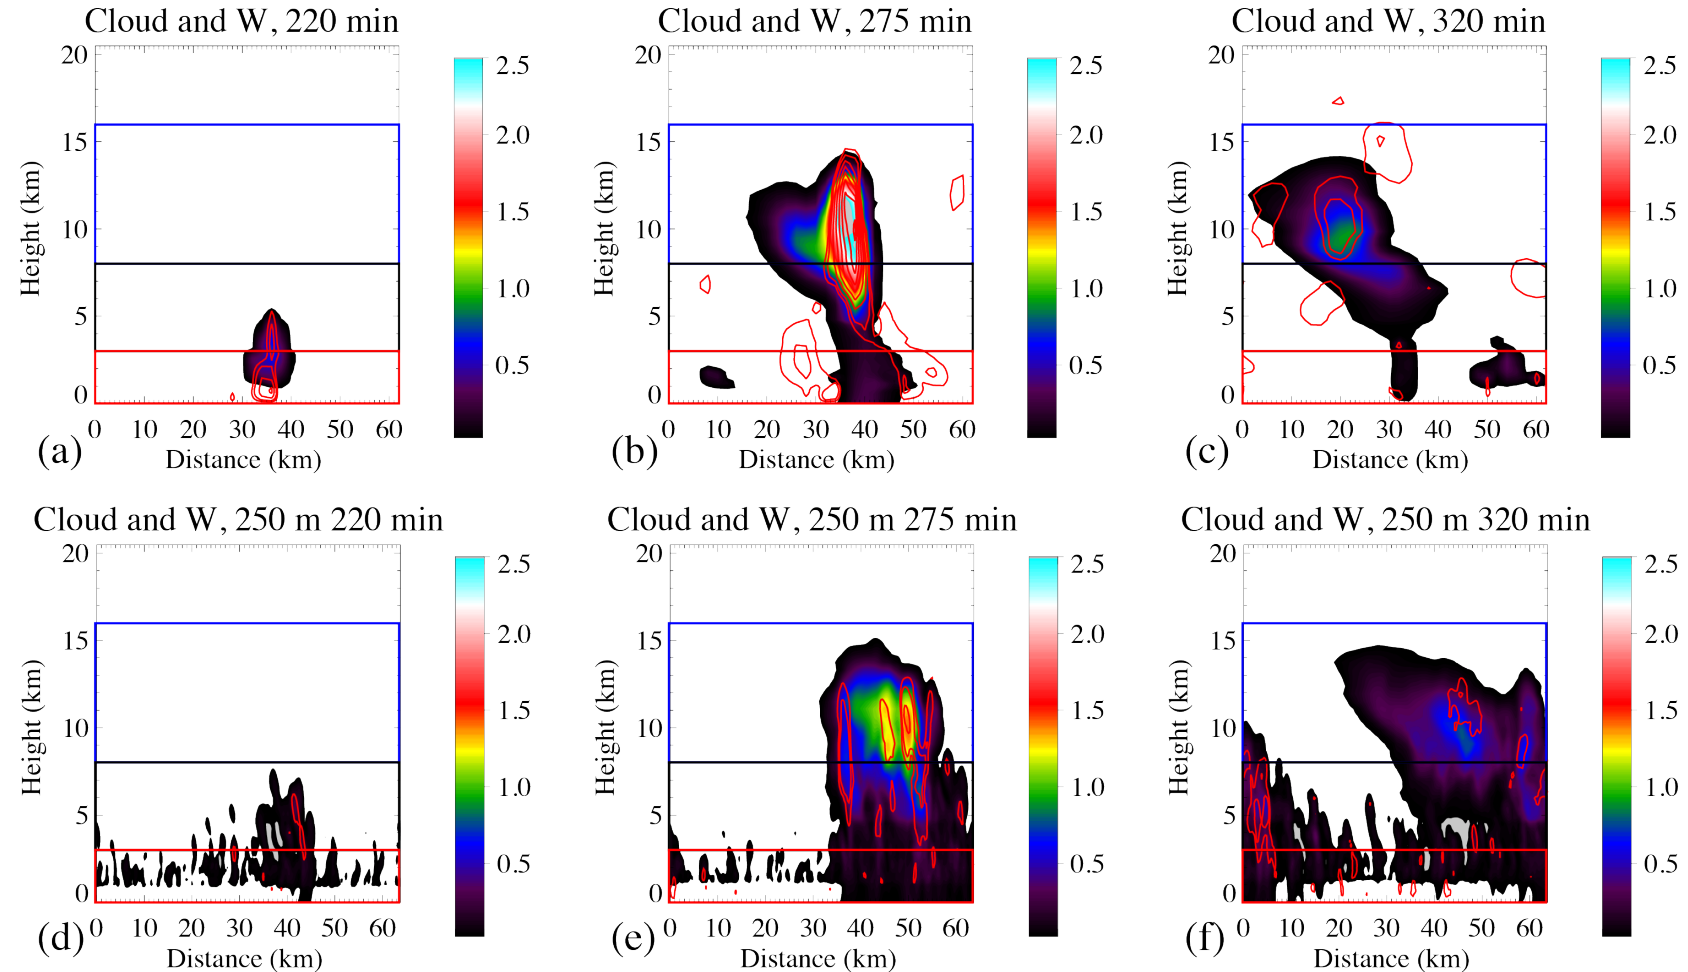 Cloud and W, 220 min
20
15
10
5
0
Height (km)
0 10 20 30 40 50 60
Distance (km)
2.5
2.0
1.5
1.0
0.5
(a)
Cloud and W, 275 min
20
15
10
5
0
Height (km)
0 10 20 30 40 50 60
Distance (km)
2.5
2.0
1.5
1.0
0.5
(b)
Cloud and W, 320 min
20
15
10
5
0
Height (km)
0 10 20 30 40 50 60
Distance (km)
2.5
2.0
1.5
1.0
0.5
(c)
Cloud and W, 250 m 220 min
20
15
10
5
0
Height (km)
0 10 20 30 40 50 60
Distance (km)
2.5
2.0
1.5
1.0
0.5
(d)
Cloud and W, 250 m 275 min
20
15
10
5
0
Height (km)
0 10 20 30 40 50 60
Distance (km)
2.5
2.0
1.5
1.0
0.5
(e)
Cloud and W, 250 m 320 min
20
15
10
5
0
Height (km)
0 10 20 30 40 50 60
Distance (km)
2.5
2.0
1.5
1.0
0.5
(f)